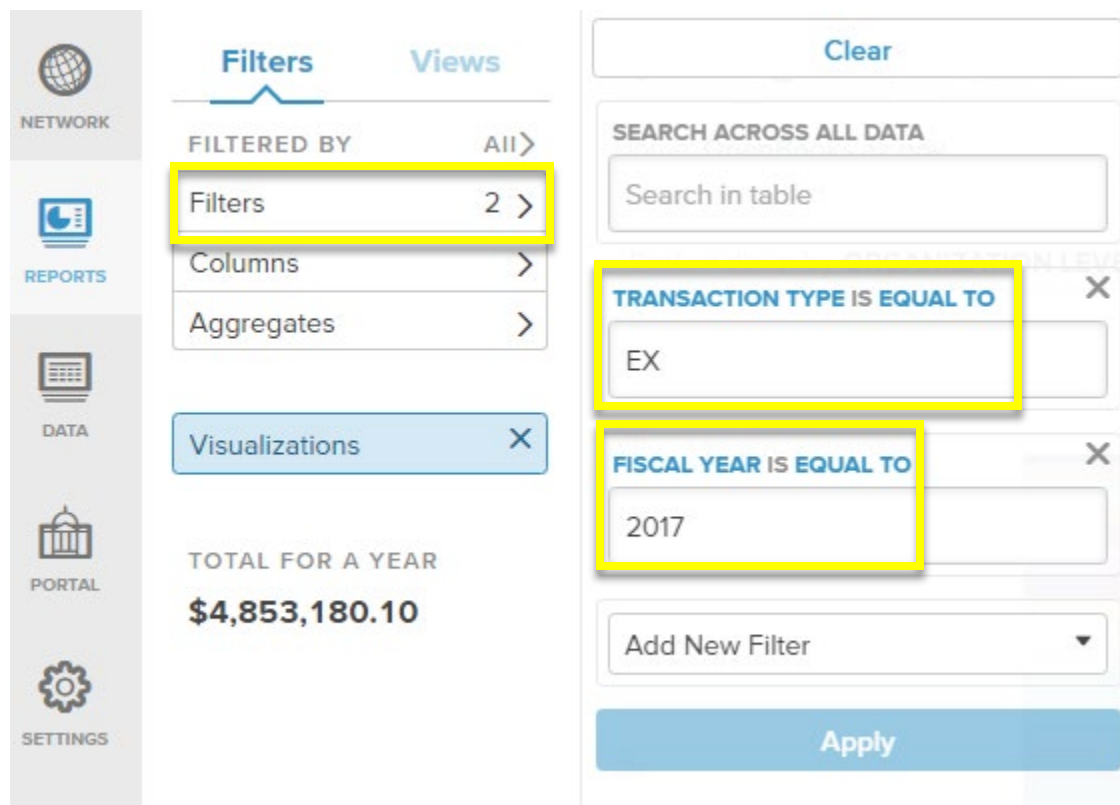 NETWORK
REPORTS
DATA
PORTAL
SETTINGS
Filters Views
FILTERED BY All
Filters 2
Columns
Aggregates
Visualizations
TOTAL FOR A YEAR
$4,853,180.10
Clear
SEARCH ACROSS ALL DATA
Search in table
ORGANIZATION LEVE
TRANSACTION TYPE IS EQUAL TO
EX
FISCAL YEAR IS EQUAL TO
2017
Add New Filter
Apply